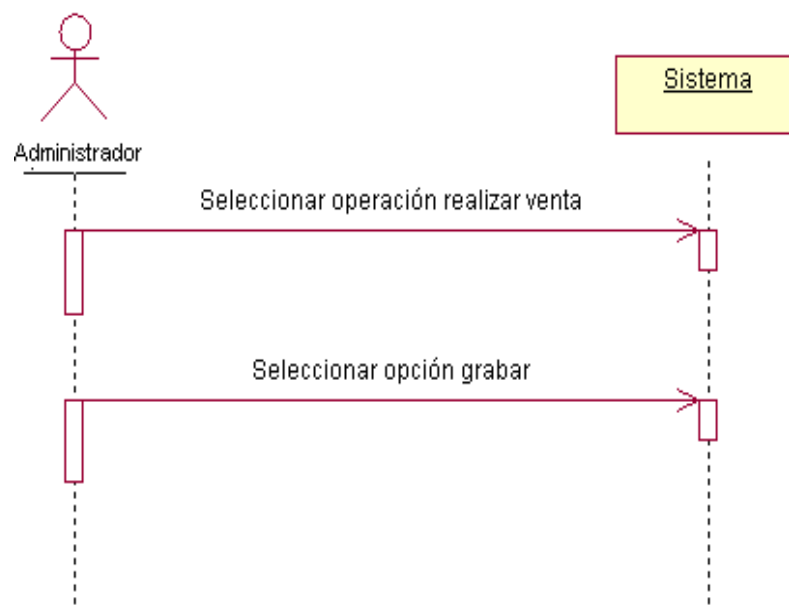 Sistema
Administrador
Seleccionar operación realizar venta
Seleccionar opción grabar